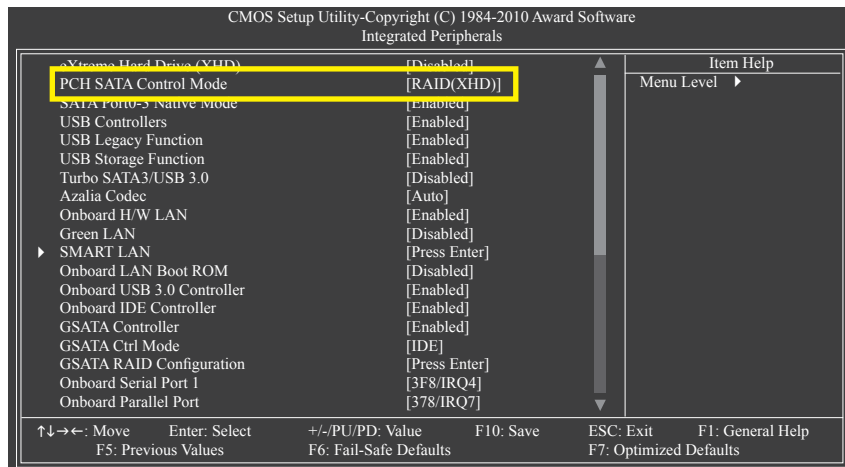 CMOS Setup Utility-Copyright (C) 1984-2010 Award Software
Integrated Peripherals
eXtreme Hard Drive (XHD) [Disabled]
PCH SATA Control Mode [RAID(XHD)]
SATA Port0-3 Native Mode [Enabled]
USB Controllers [Enabled]
USB Legacy Function [Enabled]
USB Storage Function [Enabled]
Turbo SATA3/USB 3.0 [Disabled]
Azalia Codec [Auto]
Onboard H/W LAN [Enabled]
Green LAN [Disabled]
SMART LAN [Press Enter]
Onboard LAN Boot ROM [Disabled]
Onboard USB 3.0 Controller [Enabled]
Onboard IDE Controller [Enabled]
GSATA Controller [Enabled]
GSATA Ctrl Mode [IDE]
GSATA RAID Configuration [Press Enter]
Onboard Serial Port 1 [3F8/IRQ4]
Onboard Parallel Port [378/IRQ7]
Item Help
Menu Level
↑↓→←: Move Enter: Select +/-/PU/PD: Value F10: Save ESC: Exit F1: General Help
F5: Previous Values F6: Fail-Safe Defaults F7: Optimized Defaults